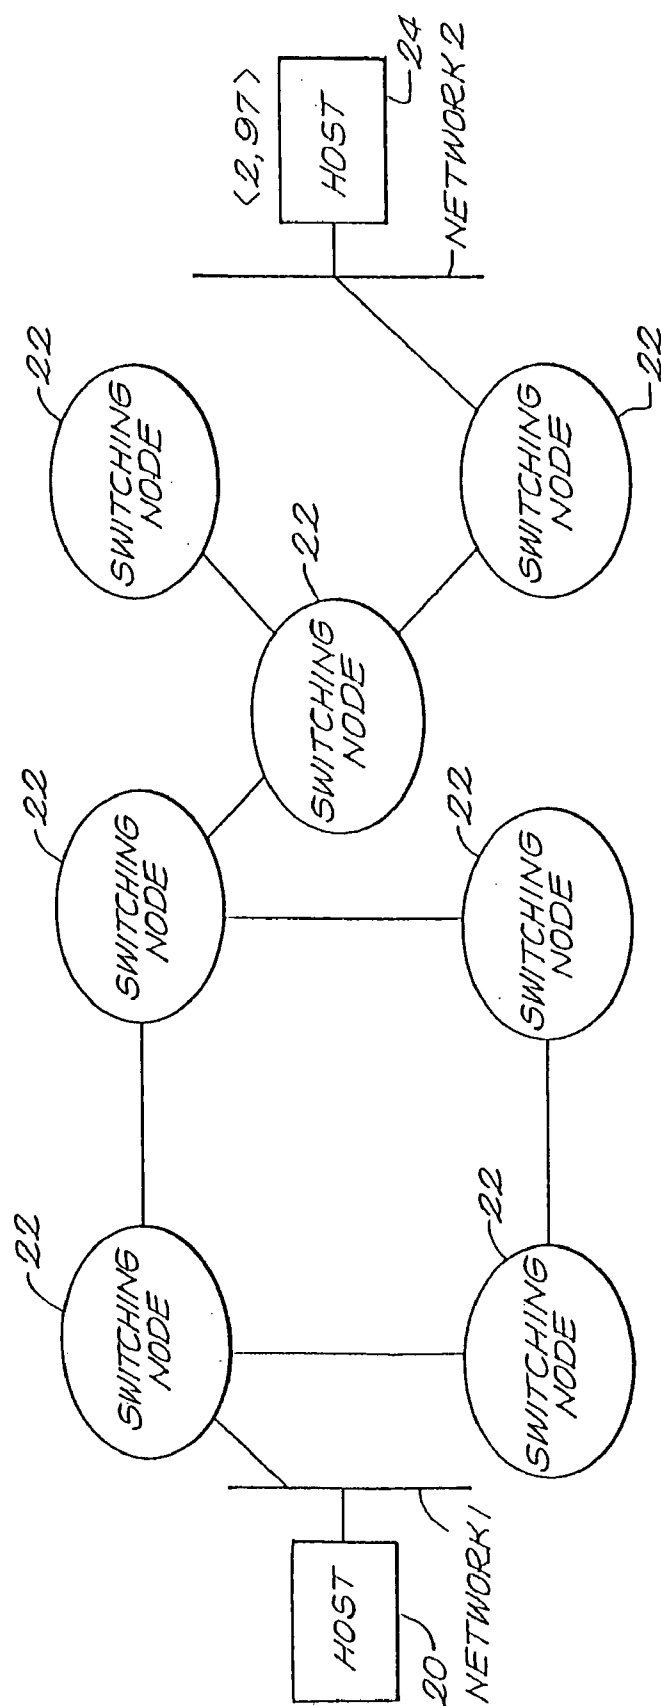 HOST
20
NETWORK 1
SWITCHING
NODE
22
SWITCHING
NODE
22
SWITCHING
NODE
22
SWITCHING
NODE
22
SWITCHING
NODE
22
SWITCHING
NODE
22
SWITCHING
NODE
22
<2,97>
HOST
24
NETWORK 2